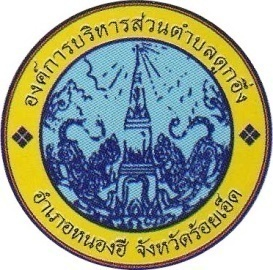 องค์การบริหารส่วนตำบลดูกอึ่ง
อำเภอหนองฮี จังหวัดร้อยเอ็ด